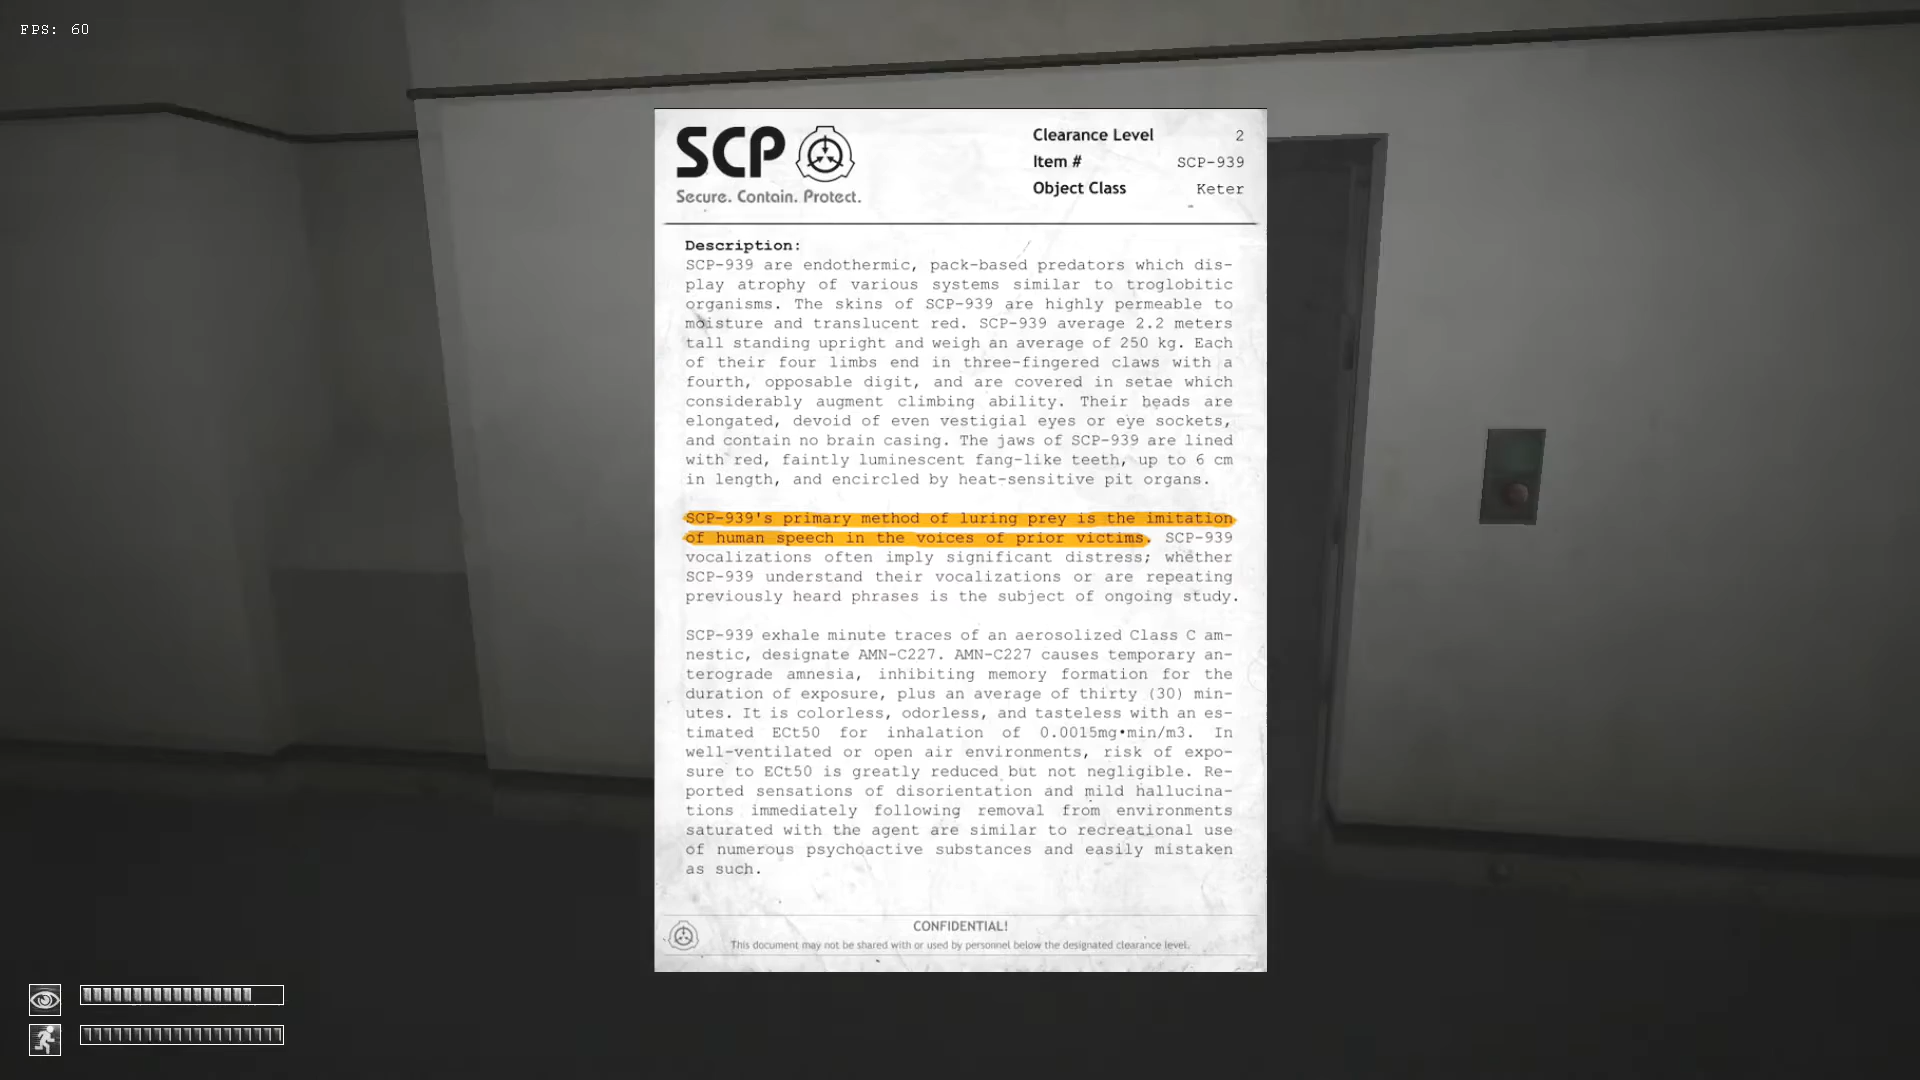 FPS: 60
SCP
Secure. Contain. Protect.
Clearance Level 2
Item # SCP-939
Object Class Keter
Description:
SCP-939 are endothermic, pack-based predators which dis-
play atrophy of various systems similar to troglobitic
organisms. The skins of SCP-939 are highly permeable to
moisture and translucent red. SCP-939 average 2.2 meters
tall standing upright and weigh an average of 250 kg. Each
of their four limbs end in three-fingered claws with a
fourth, opposable digit, and are covered in setae which
considerably augment climbing ability. Their heads are
elongated, devoid of even vestigial eyes or eye sockets,
and contain no brain casing. The jaws of SCP-939 are lined
with red, faintly luminescent fang-like teeth, up to 6 cm
in length, and encircled by heat-sensitive pit organs.
SCP-939's primary method of luring prey is the imitation
of human speech in the voices of prior victims. SCP-939
vocalizations often imply significant distress; whether
SCP-939 understand their vocalizations or are repeating
previously heard phrases is the subject of ongoing study.
SCP-939 exhale minute traces of an aerosolized Class C am-
nestic, designate AMN-C227. AMN-C227 causes temporary an-
terograde amnesia, inhibiting memory formation for the
duration of exposure, plus an average of thirty (30) min-
utes. It is colorless, odorless, and tasteless with an es-
timated ECt50 for inhalation of 0.0015mg•min/m3. In
well-ventilated or open air environments, risk of expo-
sure to ECt50 is greatly reduced but not negligible. Re-
ported sensations of disorientation and mild hallucina-
tions immediately following removal from environments
saturated with the agent are similar to recreational use
of numerous psychoactive substances and easily mistaken
as such.
CONFIDENTIAL!
This document may not be shared with or used by personnel below the designated clearance level.